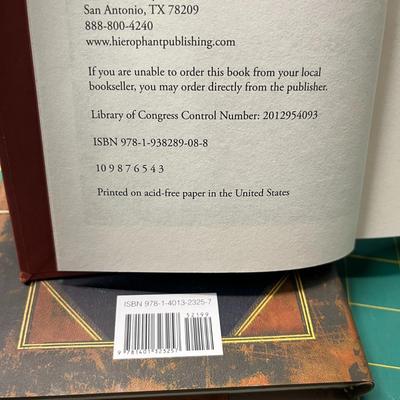 San Antonio, TX 78209
888-800-4240
www.hierophantpublishing.com
If you are unable to order this book from your local
bookseller, you may order directly from the publisher.
Library of Congress Control Number: 2012954093
ISBN 978-1-938289-08-8
10 9 8 7 6 5 4 3
Printed on acid-free paper in the United States
ISBN 978-1-4013-2325-7
52199
9 781401 323257